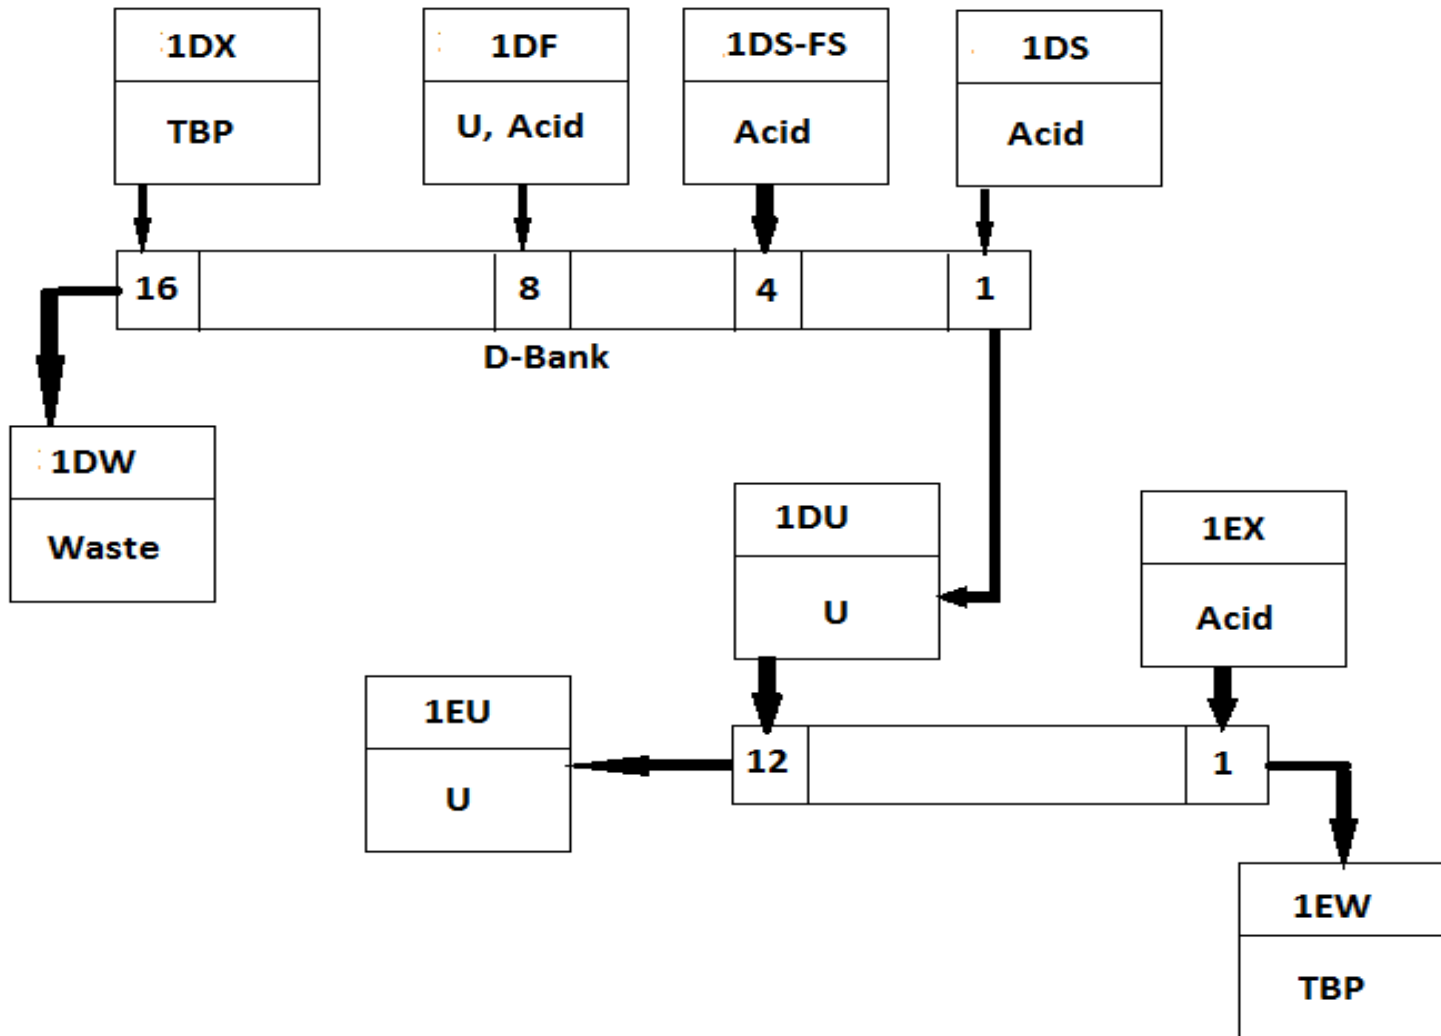 1DX
TBP
1DF
U, Acid
1DS-FS
Acid
1DS
Acid
16
8
4
1
D-Bank
1DW
Waste
1DU
U
1EX
Acid
1EU
U
12
1
1EW
TBP